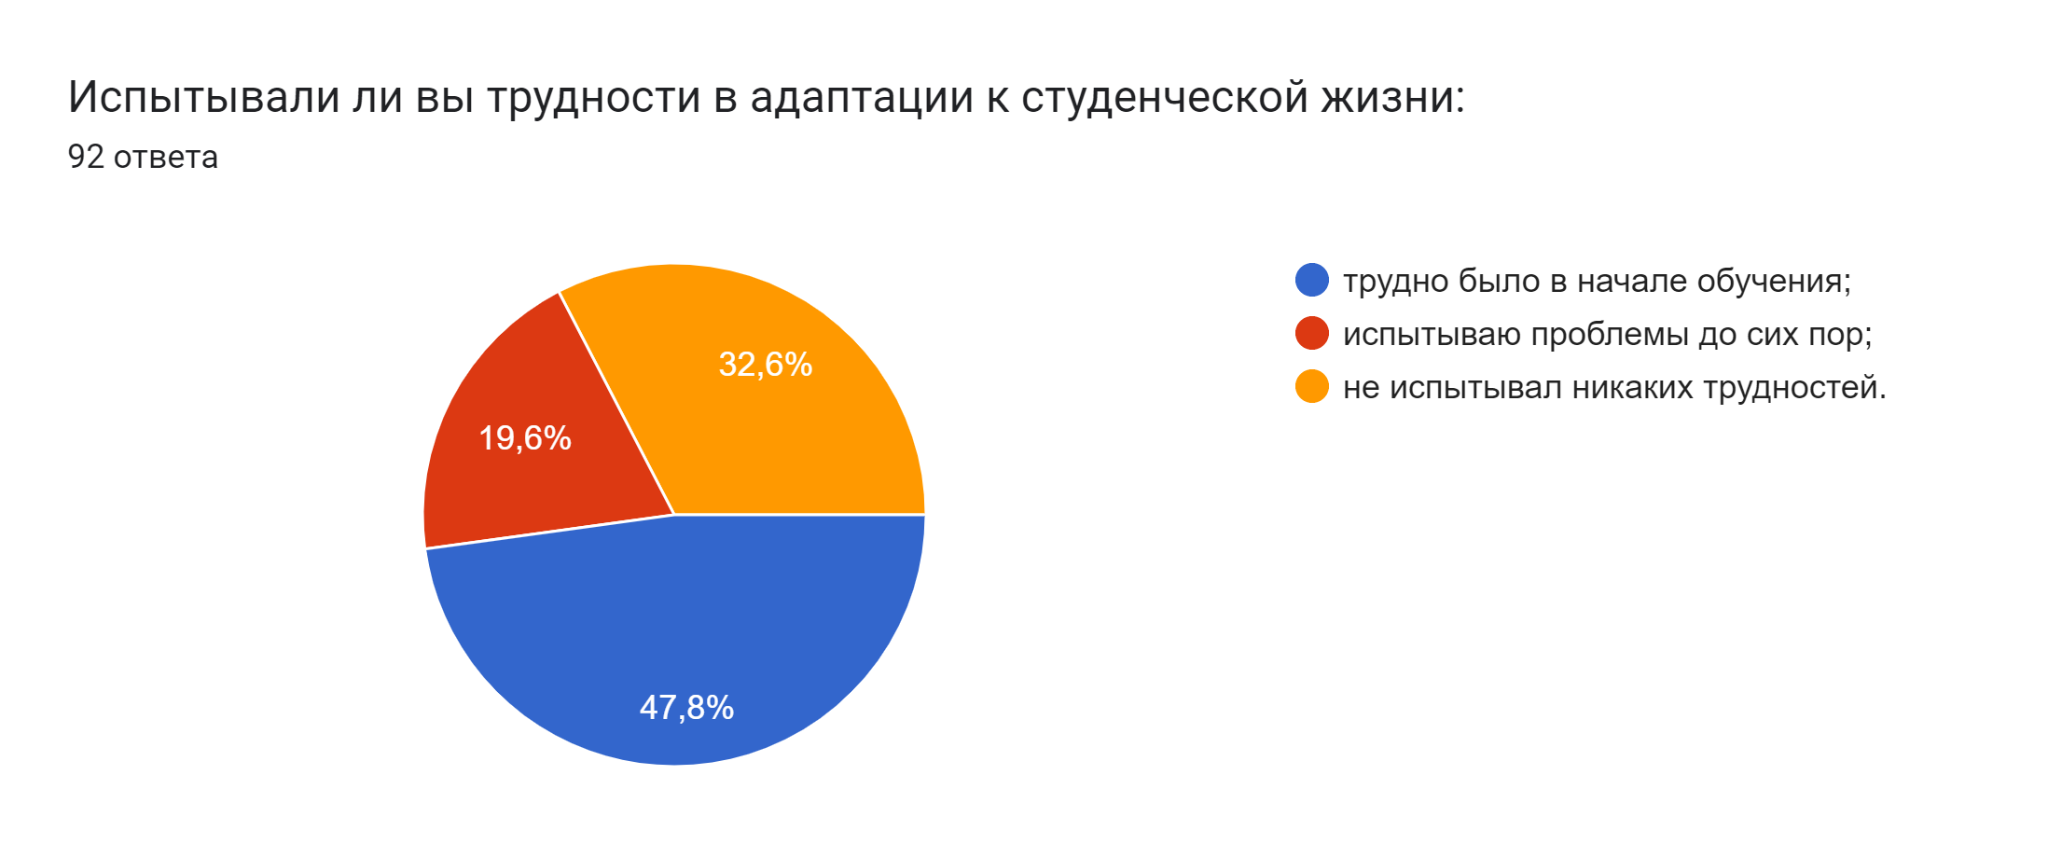 Испытывали ли вы трудности в адаптации к студенческой жизни:
92 ответа
трудно было в начале обучения;
испытываю проблемы до сих пор;
не испытывал никаких трудностей.
32,6%
19,6%
47,8%